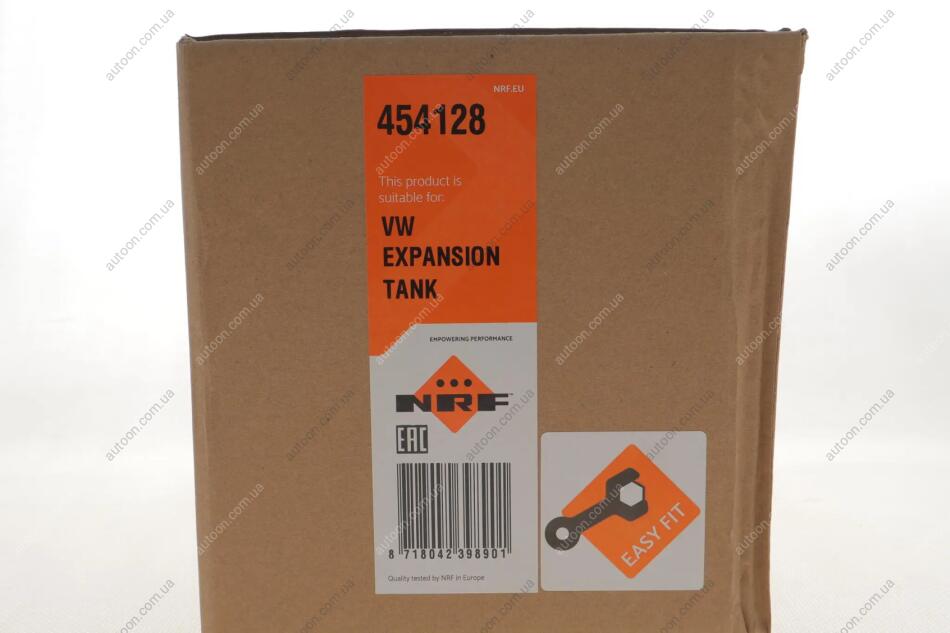 NRF.EU
454128
This product is
suitable for:
VW
EXPANSION
TANK
EMPOWERING PERFORMANCE
NRF
EAC
8 718042 398901
Quality tested by NRF in Europe
EASY FIT
autoon.com.ua